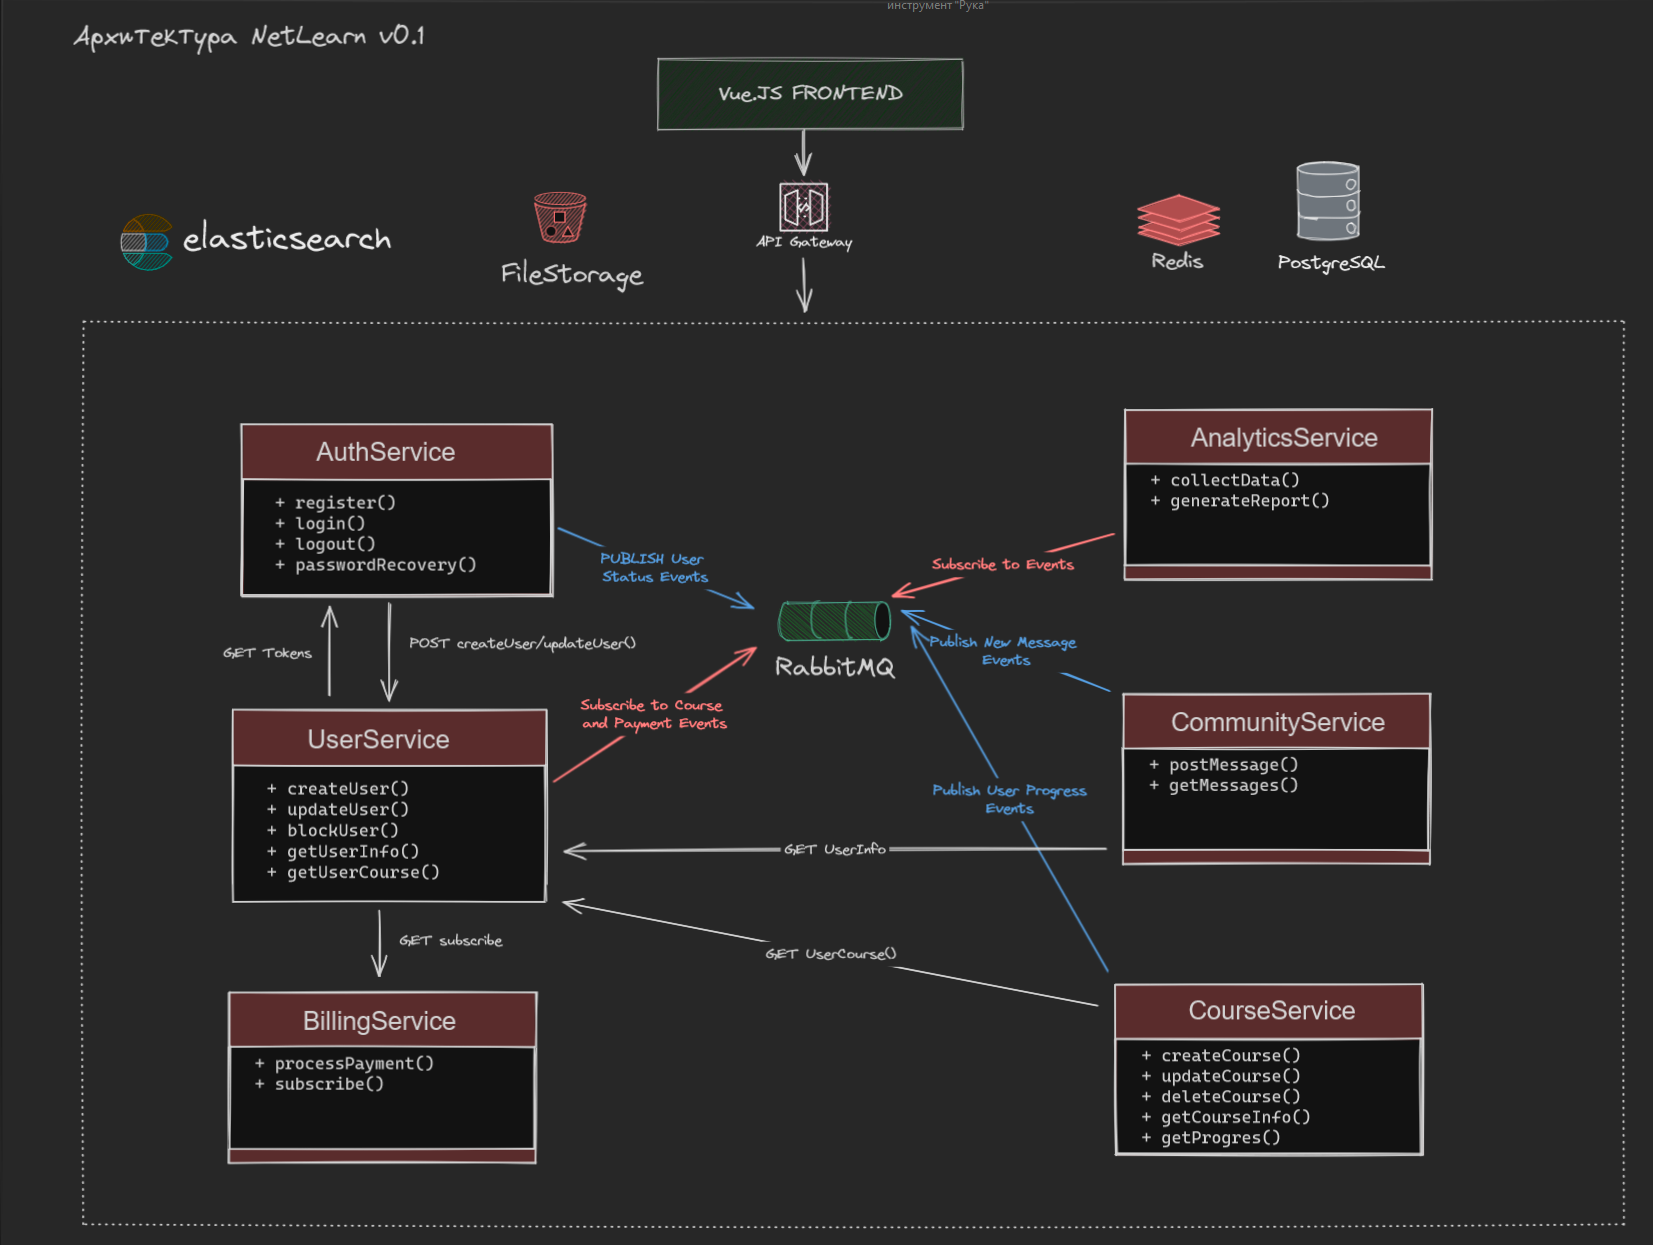 инструмент "Рука"
Архитектура NetLearn v0.1
Vue.JS FRONTEND
API Gateway
elasticsearch
FileStorage
Redis
PostgreSQL
AuthService
+ register()
+ login()
+ logout()
+ passwordRecovery()
AnalyticsService
+ collectData()
+ generateReport()
PUBLISH User
Status Events
Subscribe to Events
RabbitMQ
GET Tokens
POST createUser/updateUser()
Publish New Message
Events
Subscribe to Course
and Payment Events
UserService
+ createUser()
+ updateUser()
+ blockUser()
+ getUserInfo()
+ getUserCourse()
CommunityService
+ postMessage()
+ getMessages()
Publish User Progress
Events
GET UserInfo
GET subscribe
GET UserCourse()
BillingService
+ processPayment()
+ subscribe()
CourseService
+ createCourse()
+ updateCourse()
+ deleteCourse()
+ getCourseInfo()
+ getProgres()